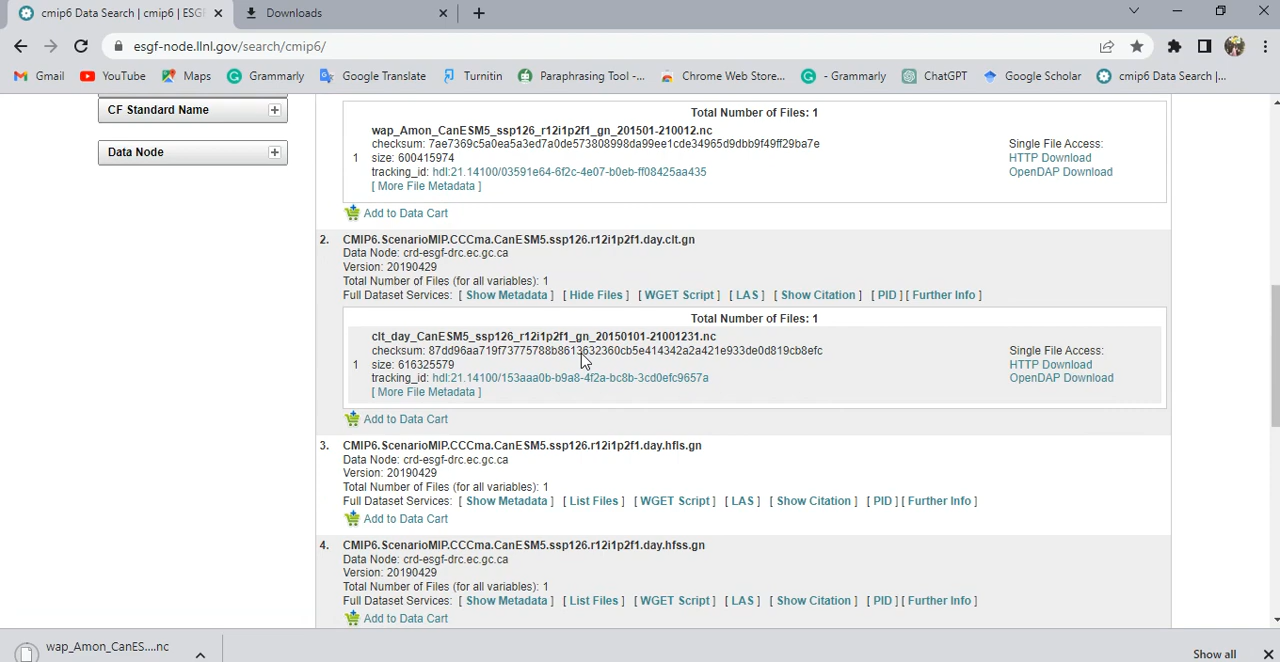 cmip6 Data Search | cmip6 | ESG
Downloads
esgf-node.llnl.gov/search/cmip6/
Gmail
YouTube
Maps
Grammarly
Google Translate
Turnitin
Paraphrasing Tool -...
Chrome Web Store...
- Grammarly
ChatGPT
Google Scholar
cmip6 Data Search |...
CF Standard Name
Data Node
Total Number of Files: 1
wap_Amon_CanESM5_ssp126_r12i1p2f1_gn_201501-210012.nc
checksum: 7ae7369c5a0ea5a3ed7a0de573808998da99ee1cde34965d9dbb9f49ff29ba7e
1
size: 600415974
tracking_id: hdl:21.14100/03591e64-6f2c-4e07-b0eb-ff08425aa435
[ More File Metadata ]
Single File Access:
HTTP Download
OpenDAP Download
Add to Data Cart
2. CMIP6.ScenarioMIP.CCCma.CanESM5.ssp126.r12i1p2f1.day.clt.gn
Data Node: crd-esgf-drc.ec.gc.ca
Version: 20190429
Total Number of Files (for all variables): 1
Full Dataset Services: [ Show Metadata ] [ Hide Files ] [ WGET Script ] [ LAS ] [ Show Citation ] [ PID ] [ Further Info ]
Total Number of Files: 1
clt_day_CanESM5_ssp126_r12i1p2f1_gn_20150101-21001231.nc
checksum: 87dd96aa719f73775788b8613632360cb5e414342a2a421e933de0d819cb8efc
1
size: 616325579
tracking_id: hdl:21.14100/153aaa0b-b9a8-4f2a-bc8b-3cd0efc9657a
[ More File Metadata ]
Single File Access:
HTTP Download
OpenDAP Download
Add to Data Cart
3. CMIP6.ScenarioMIP.CCCma.CanESM5.ssp126.r12i1p2f1.day.hfls.gn
Data Node: crd-esgf-drc.ec.gc.ca
Version: 20190429
Total Number of Files (for all variables): 1
Full Dataset Services: [ Show Metadata ] [ List Files ] [ WGET Script ] [ LAS ] [ Show Citation ] [ PID ] [ Further Info ]
Add to Data Cart
4. CMIP6.ScenarioMIP.CCCma.CanESM5.ssp126.r12i1p2f1.day.hfss.gn
Data Node: crd-esgf-drc.ec.gc.ca
Version: 20190429
Total Number of Files (for all variables): 1
Full Dataset Services: [ Show Metadata ] [ List Files ] [ WGET Script ] [ LAS ] [ Show Citation ] [ PID ] [ Further Info ]
Add to Data Cart
wap_Amon_CanES....nc
Show all